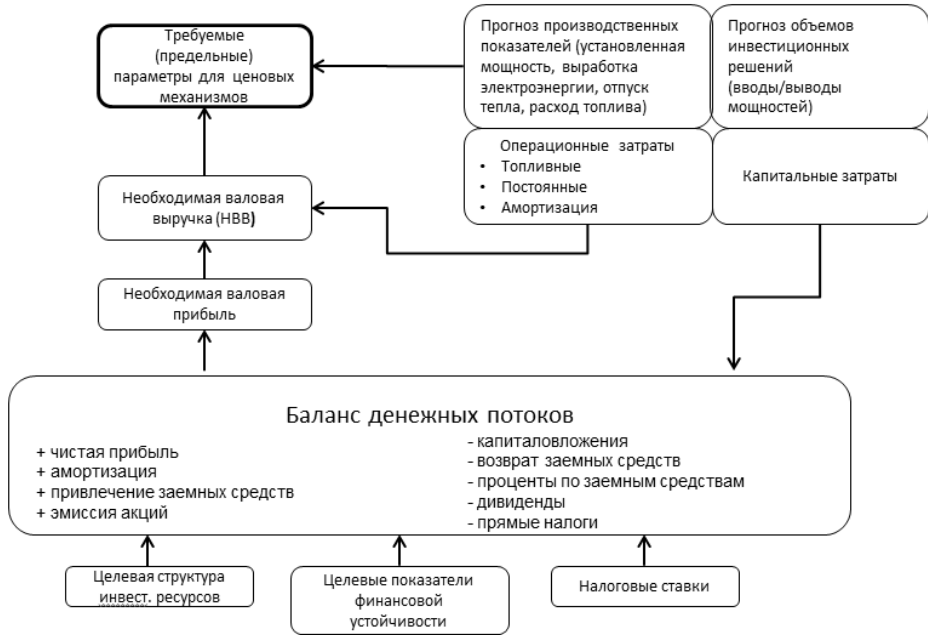 Требуемые
(предельные)
параметры для ценовых
механизмов
Прогноз производственных
показателей (установленная
мощность, выработка
электроэнергии, отпуск
тепла, расход топлива)
Прогноз объемов
инвестиционных
решений
(вводы/выводы
мощностей)
Операционные затраты
• Топливные
• Постоянные
• Амортизация
Капитальные затраты
Необходимая валовая
выручка (НВВ)
Необходимая валовая
прибыль
Баланс денежных потоков
+ чистая прибыль
+ амортизация
+ привлечение заемных средств
+ эмиссия акций
- капиталовложения
- возврат заемных средств
- проценты по заемным средствам
- дивиденды
- прямые налоги
Целевая структура
инвест. ресурсов
Целевые показатели
финансовой
устойчивости
Налоговые ставки